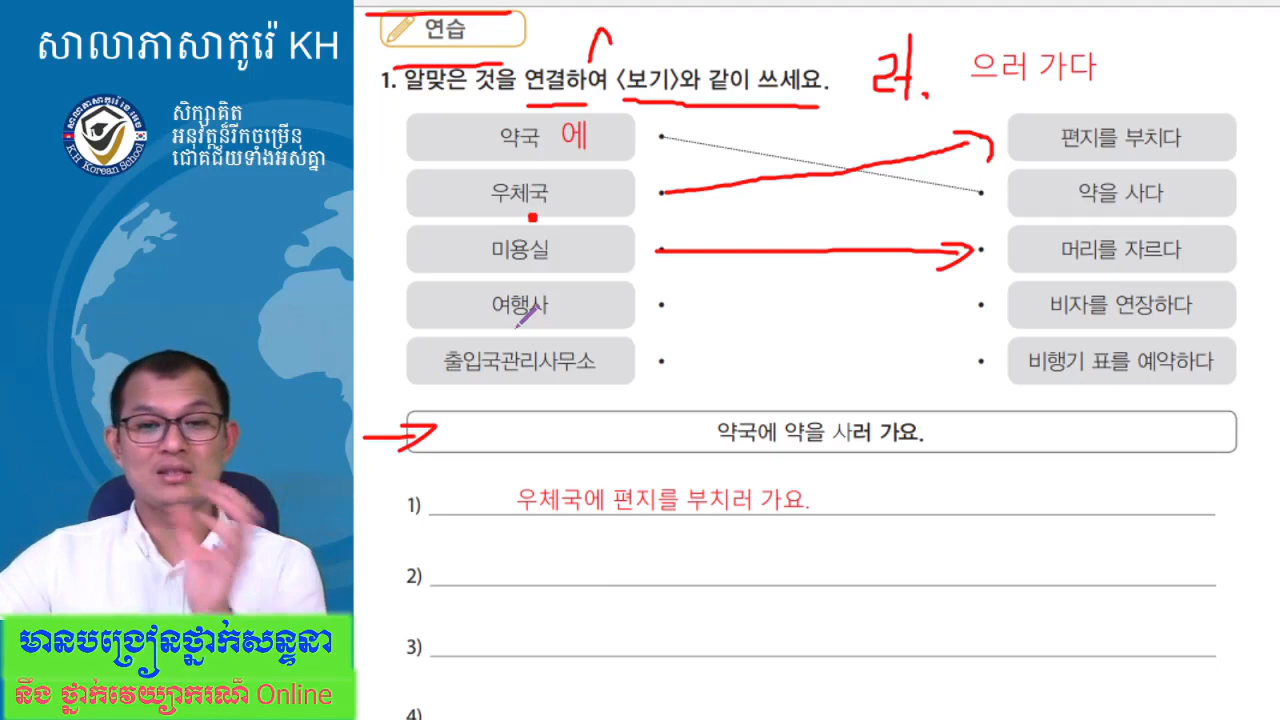 សាលាភាសាកូរ៉េ KH
សិក្សាគិត
អនុវត្តន៍រីកចម្រើន
ជោគជ័យទាំងអស់គ្នា
KH Korean School
មានបង្រៀនថ្នាក់សន្ទនា
នឹង ថ្នាក់វេយ្យាករណ៍ Online
연습
1. 알맞은 것을 연결하여 〈보기〉와 같이 쓰세요.
러.
으러 가다
약국 에
편지를 부치다
우체국
약을 사다
미용실
머리를 자르다
여행사
비자를 연장하다
출입국관리사무소
비행기 표를 예약하다
약국에 약을 사러 가요.
1) 우체국에 편지를 부치러 가요.
2)
3)
4)